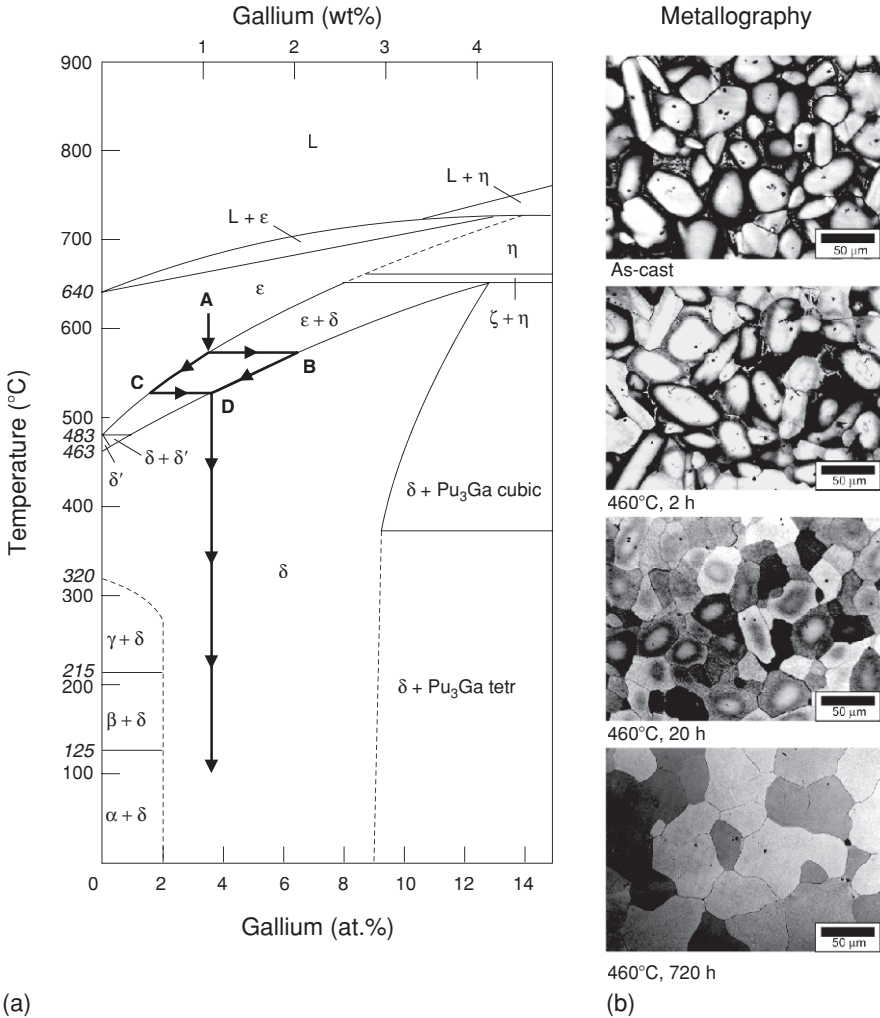 Gallium (wt%)
1 2 3 4
900
800
700
640
600
500
483
463
400
320
300
215
200
125
100
Temperature (°C)
L
L + η
L + ε
η
ε
A
ε + δ
ζ + η
C
B
D
δ + δ′
δ′
δ + Pu₃Ga cubic
δ
γ + δ
δ + Pu₃Ga tetr
β + δ
α + δ
0 2 4 6 8 10 12 14
Gallium (at.%)
(a)
Metallography
50 μm
As-cast
50 μm
460°C, 2 h
50 μm
460°C, 20 h
50 μm
460°C, 720 h
(b)